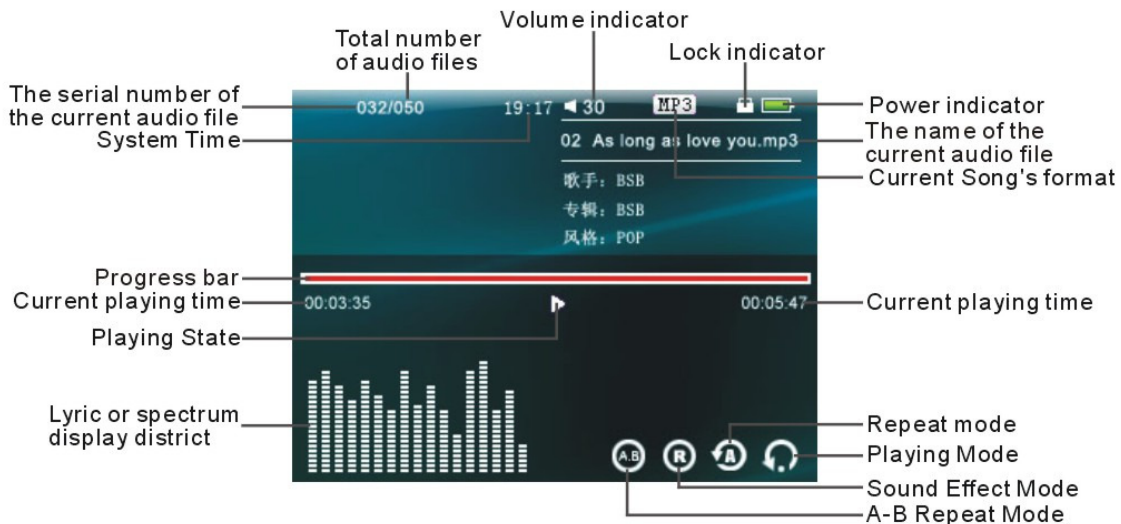 Volume indicator
Total number
of audio files
Lock indicator
The serial number of
the current audio file
System Time
032/050
19:17
30
MP3
Power indicator
The name of the
current audio file
Current Song's format
02 As long as love you.mp3
歌手: BSB
专辑: BSB
风格: POP
Progress bar
Current playing time
00:03:35
00:05:47
Current playing time
Playing State
Lyric or spectrum
display district
A.B
R
A
Repeat mode
Playing Mode
Sound Effect Mode
A-B Repeat Mode